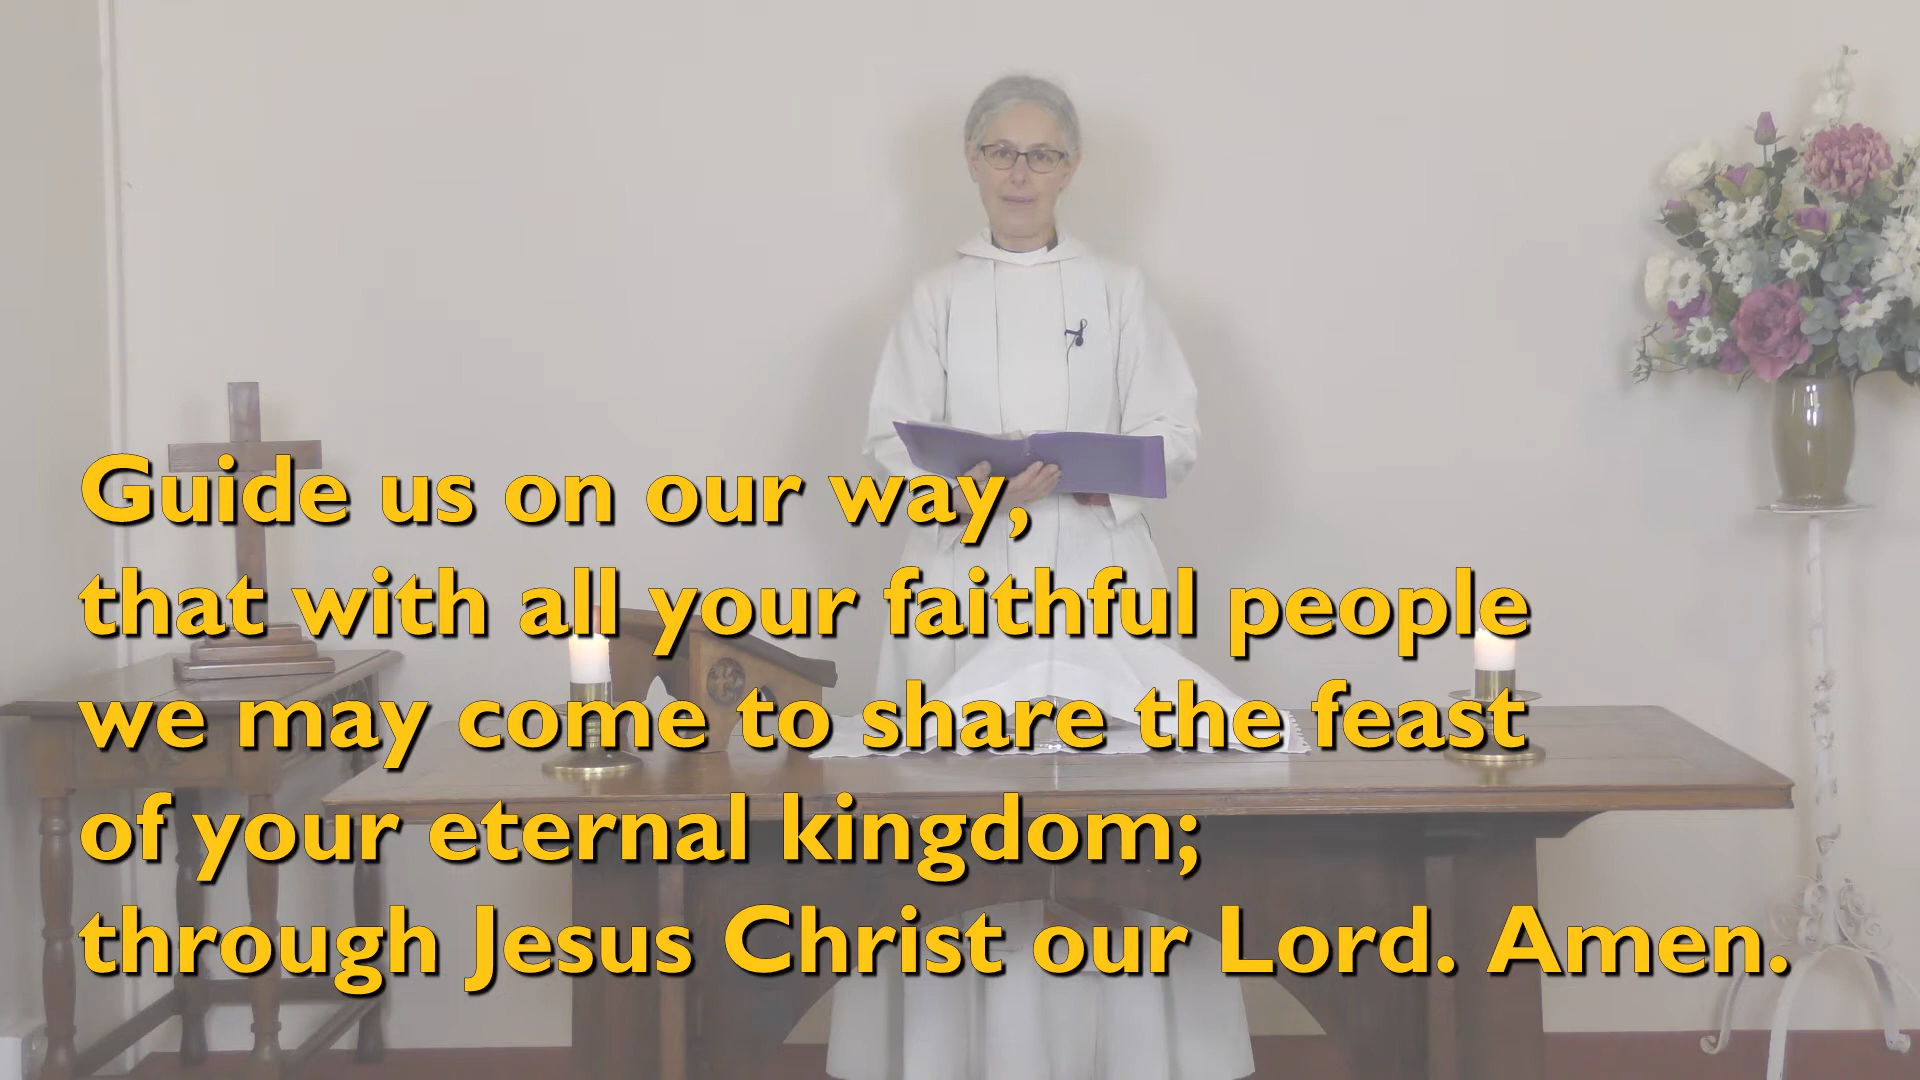 Guide us on our way,
that with all your faithful people
we may come to share the feast
of your eternal kingdom;
through Jesus Christ our Lord. Amen.